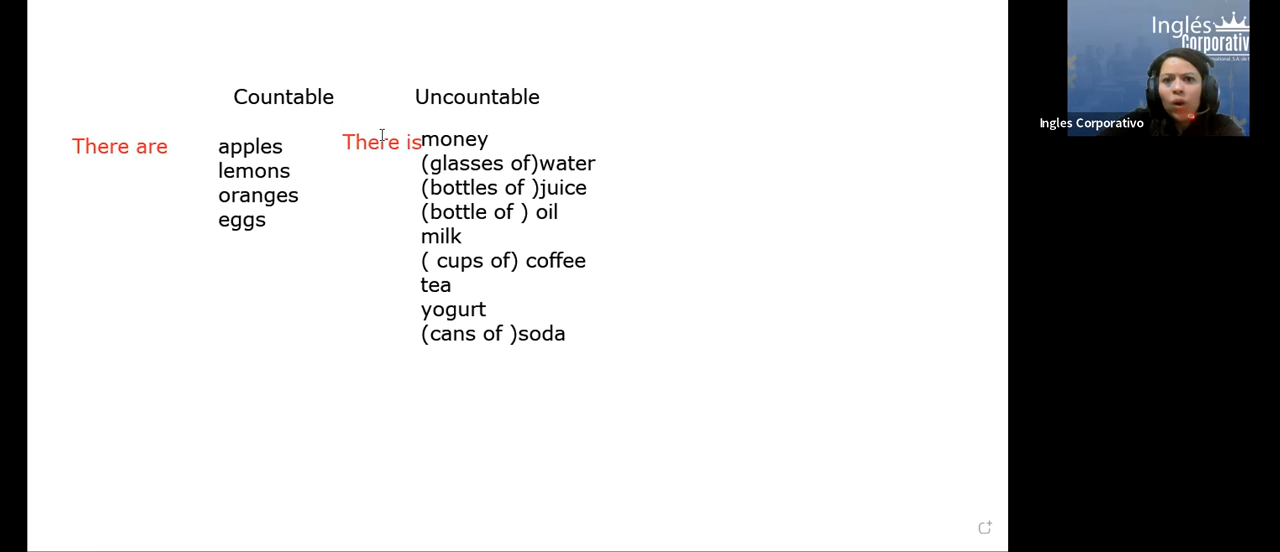 Countable
Uncountable
There are
apples
lemons
oranges
eggs
There is
money
(glasses of)water
(bottles of )juice
(bottle of ) oil
milk
( cups of) coffee
tea
yogurt
(cans of )soda
Inglés
Corporativ
Ingles Corporativo